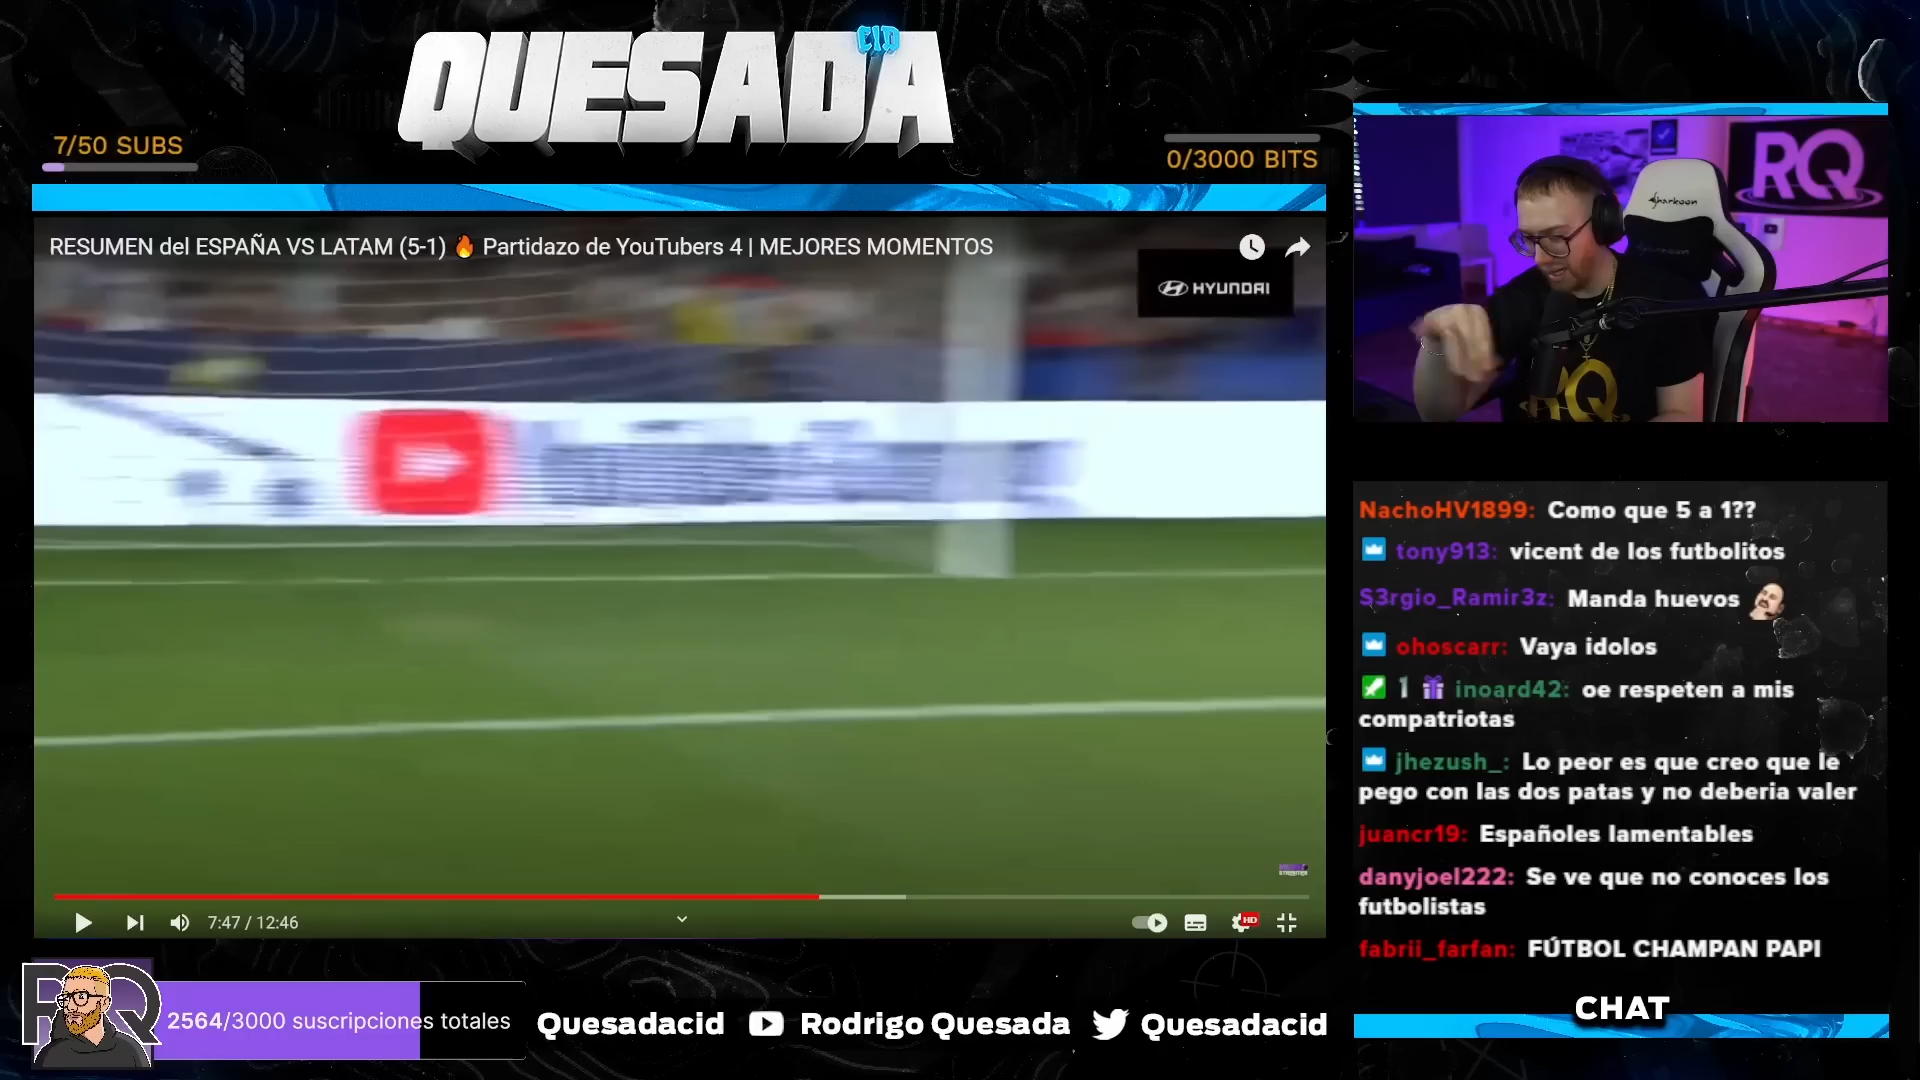 QUESADA
CID
7/50 SUBS
0/3000 BITS
RESUMEN del ESPAÑA VS LATAM (5-1) 🔥 Partidazo de YouTubers 4 | MEJORES MOMENTOS
HYUNDAI
HD
7:47 / 12:46
RQ
Sharkoon
RQ
NachoHV1899: Como que 5 a 1??
tony913: vicent de los futbolitos
S3rgio_Ramir3z: Manda huevos
ohoscarr: Vaya idolos
1 inoard42: oe respeten a mis
compatriotas
jhezush_: Lo peor es que creo que le
pego con las dos patas y no deberia valer
juancr19: Españoles lamentables
danyjoel222: Se ve que no conoces los
futbolistas
fabrii_farfan: FÚTBOL CHAMPAN PAPI
CHAT
RQ
2564/3000 suscripciones totales
Quesadacid
Rodrigo Quesada
Quesadacid